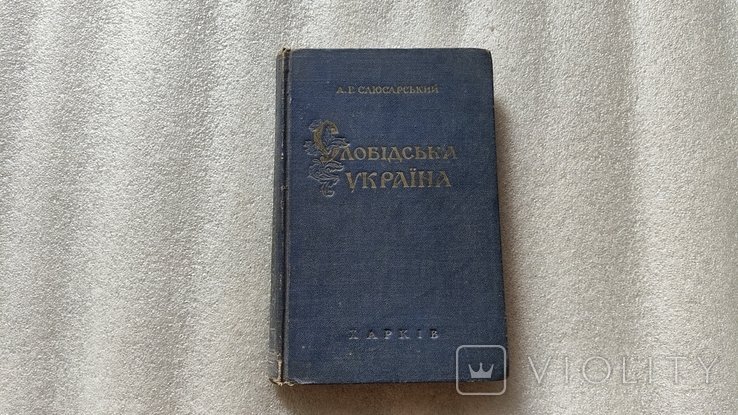 А. Г. СЛЮСАРСЬКИЙ
СЛОБІДСЬКА
УКРАЇНА
ХАРКІВ
VIOLITY